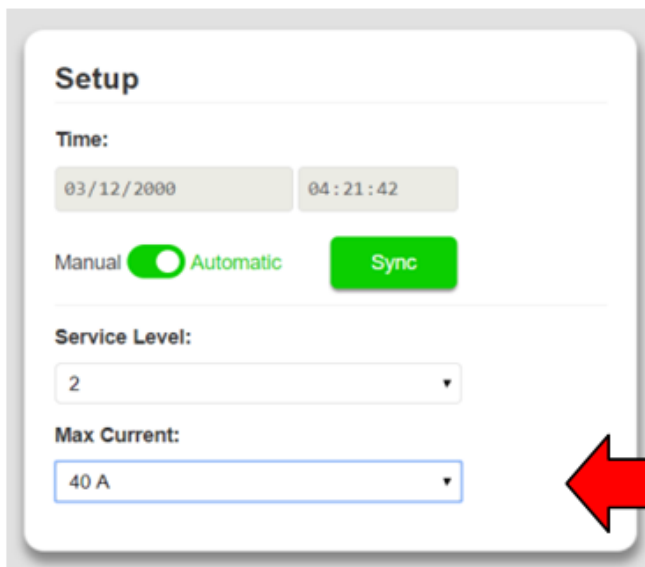 Setup
Time:
03/12/2000 04:21:42
Manual Automatic Sync
Service Level:
2
Max Current:
40 A